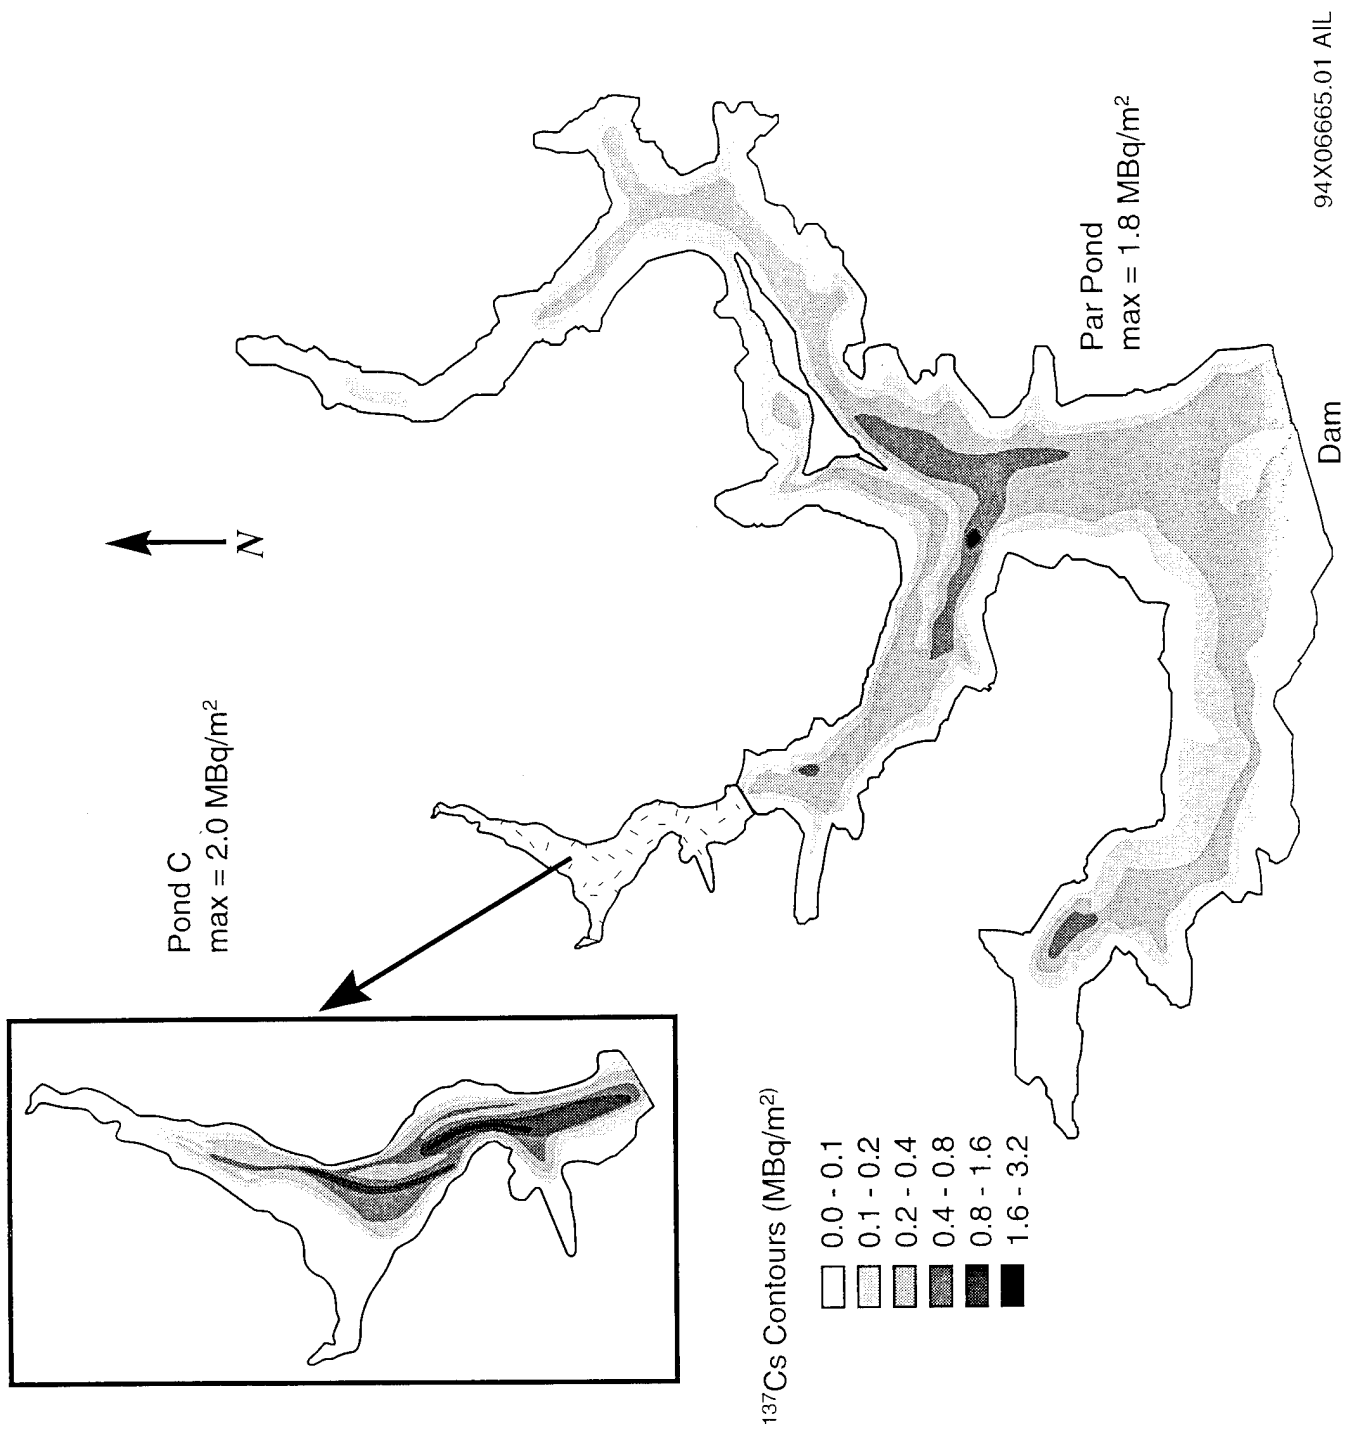 Pond C
max = 2.0 MBq/m²
N
Par Pond
max = 1.8 MBq/m²
Dam
¹³⁷Cs Contours (MBq/m²)
0.0 - 0.1
0.1 - 0.2
0.2 - 0.4
0.4 - 0.8
0.8 - 1.6
1.6 - 3.2
94X06665.01 AIL